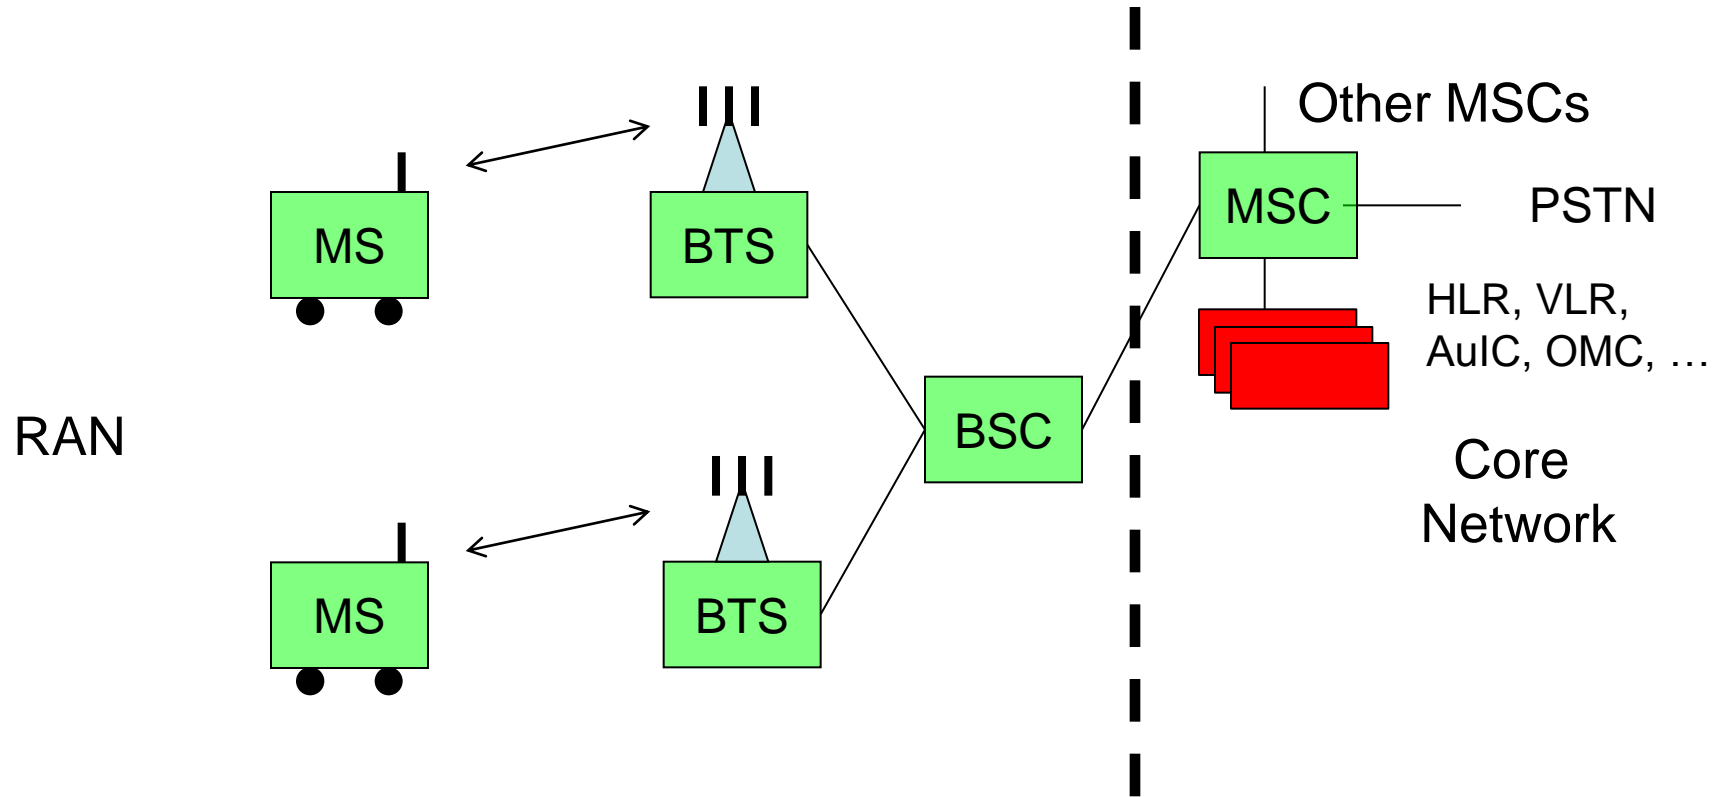 Other MSCs
MSC
PSTN
MS
BTS
HLR, VLR,
AuIC, OMC, …
BSC
RAN
Core
Network
MS
BTS